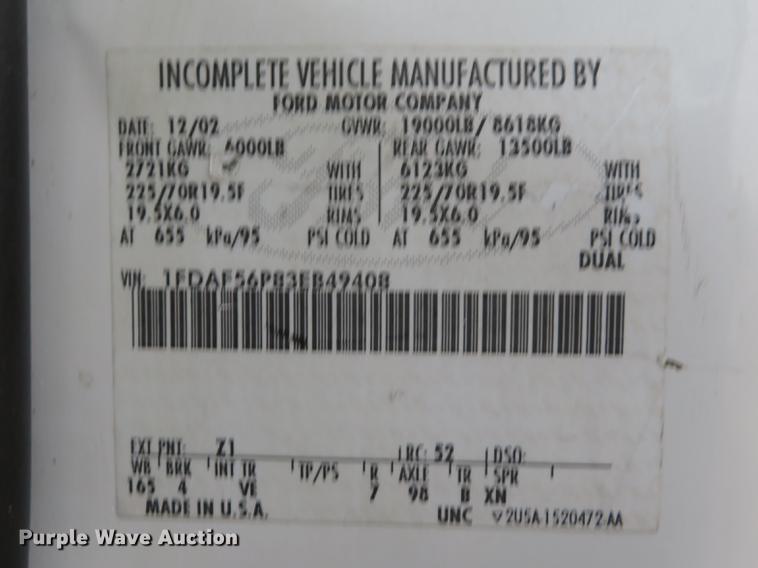 INCOMPLETE VEHICLE MANUFACTURED BY
FORD MOTOR COMPANY
DATE: 12/02 GVWR: 19000LB/ 8618KG
FRONT GAWR: 6000LB REAR GAWR: 13500LB
2721KG WITH 6123KG WITH
225/70R19.5F TIRES 225/70R19.5F TIRES
19.5X6.0 RIMS 19.5X6.0 RIMS
AT 655 kPa/95 PSI COLD AT 655 kPa/95 PSI COLD
DUAL
VIN: 1FDAF56P83EB49408
EXT PNT: Z1 RC: 52 DSO:
WB BRK INT TR TP/PS R AXLE TR SPR
165 4 VE 7 98 B XN
MADE IN U.S.A. UNC ▽2U5A-1520472-AA
Purple Wave Auction